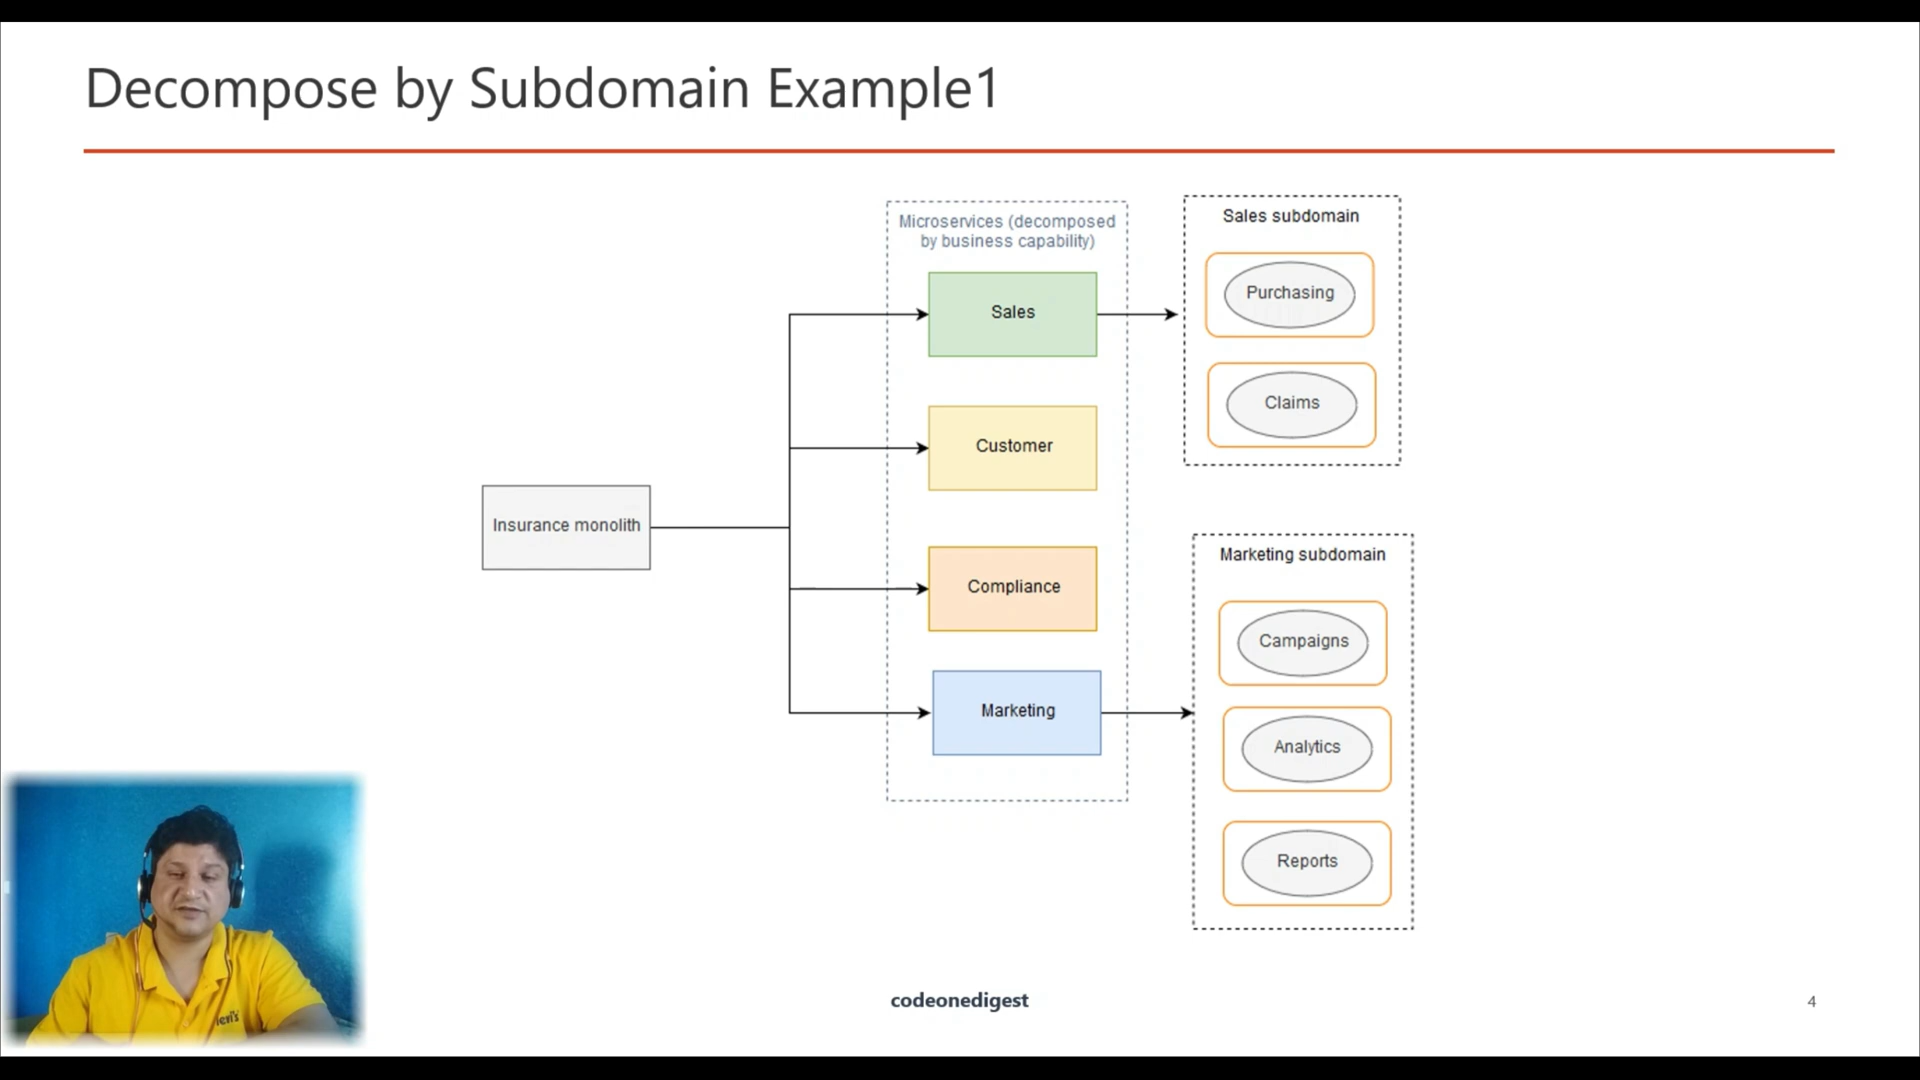 Decompose by Subdomain Example1
Microservices (decomposed
by business capability)
Sales
Customer
Compliance
Marketing
Insurance monolith
Sales subdomain
Purchasing
Claims
Marketing subdomain
Campaigns
Analytics
Reports
levi's
codeonedigest
4